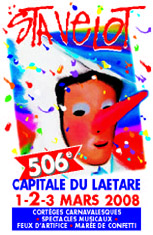 STAVELOT
506e
CAPITALE DU LAETARE
1-2-3 MARS 2008
CORTÈGES CARNAVALESQUES
• SPECTACLES MUSICAUX •
FEUX D'ARTIFICE - MARÉE DE CONFETTI